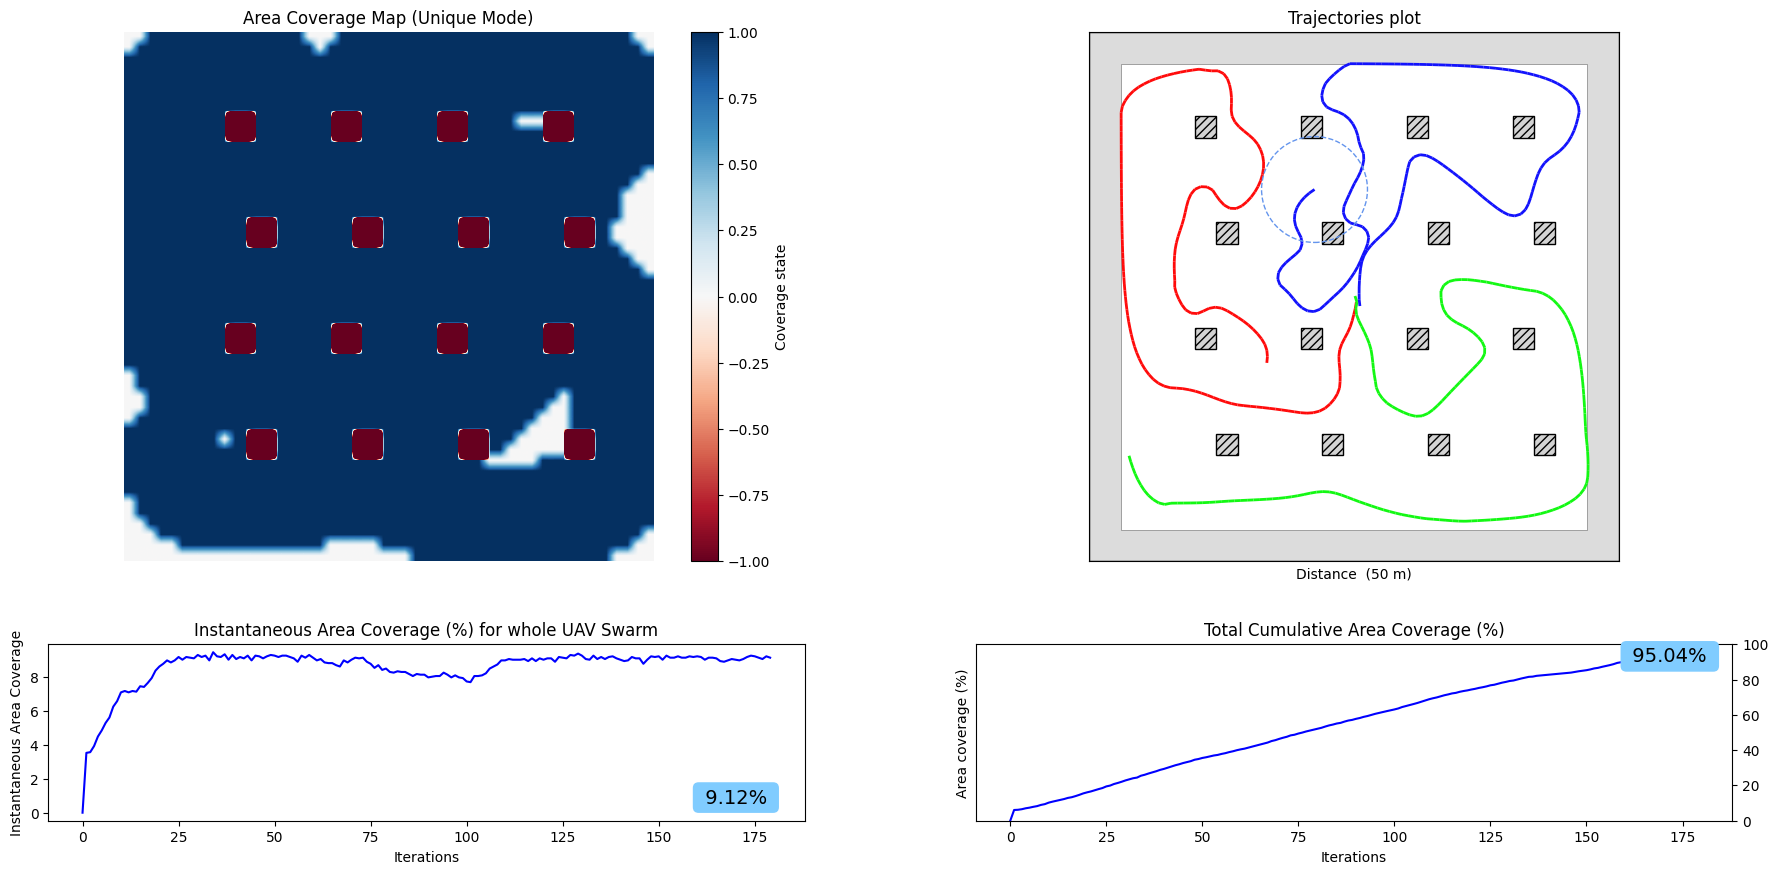 Area Coverage Map (Unique Mode)
1.00
0.75
0.50
0.25
0.00
−0.25
−0.50
−0.75
−1.00
Coverage state
Trajectories plot
Distance  (50 m)
Instantaneous Area Coverage (%) for whole UAV Swarm
Instantaneous Area Coverage
8
6
4
2
0
9.12%
0 25 50 75 100 125 150 175
Iterations
Total Cumulative Area Coverage (%)
Area coverage (%)
95.04%
100
80
60
40
20
0
0 25 50 75 100 125 150 175
Iterations